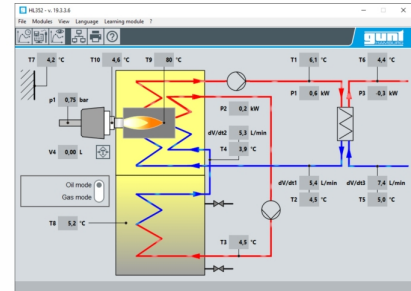 HL352 - v. 19.3.3.6
File Modules View Language Learning module ?
gunt
T7 4,2 °C T10 4,6 °C T9 80 °C T1 6,1 °C T6 4,4 °C
p1 0,75 bar P2 0,2 kW P1 0,6 kW P3 0,3 kW
dV/dt2 5,3 L/min
V4 0,00 L T4 3,9 °C
dV/dt1 5,4 L/min dV/dt3 7,4 L/min
Oil mode
Gas mode
T2 4,5 °C T5 5,0 °C
T8 5,2 °C T3 4,5 °C